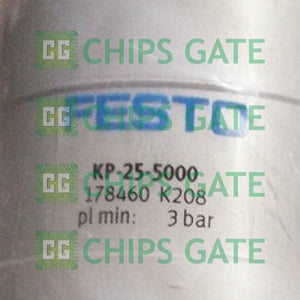 CHIPS GATE
FESTO
CHIPS GATE
KP-25-5000
178460 K208
CHIPS GATE
pl min: 3 bar
CHIPS GATE